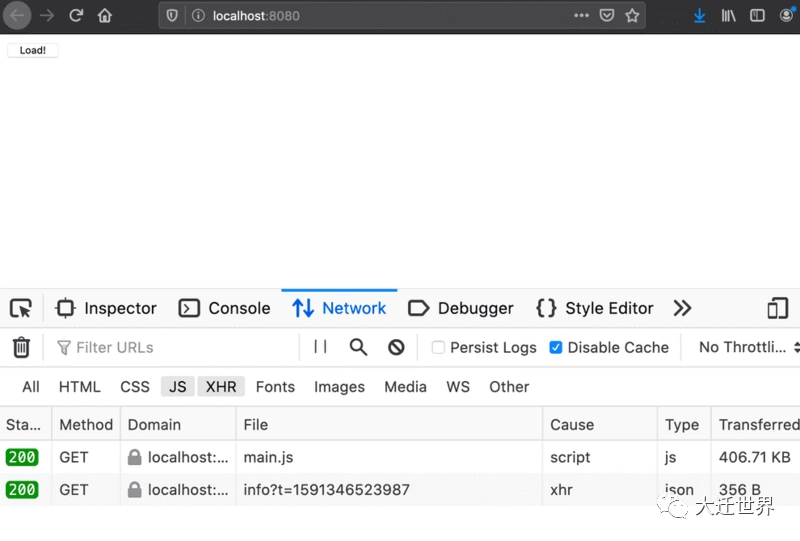 localhost:8080
Load!
Inspector Console Network Debugger Style Editor
Filter URLs Persist Logs Disable Cache No Throttli...
All HTML CSS JS XHR Fonts Images Media WS Other
Sta... Method Domain File Cause Type Transferred
200 GET localhost:... main.js script js 406.71 KB
200 GET localhost:... info?t=1591346523987 xhr json 356 B
大迁世界